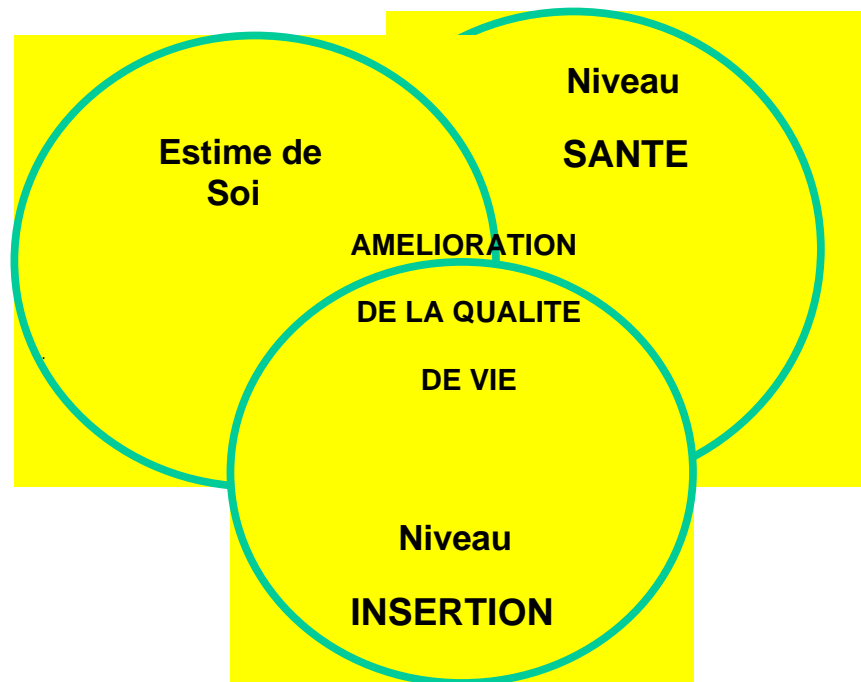 Niveau
SANTE
Estime de
Soi
AMELIORATION
DE LA QUALITE
DE VIE
Niveau
INSERTION